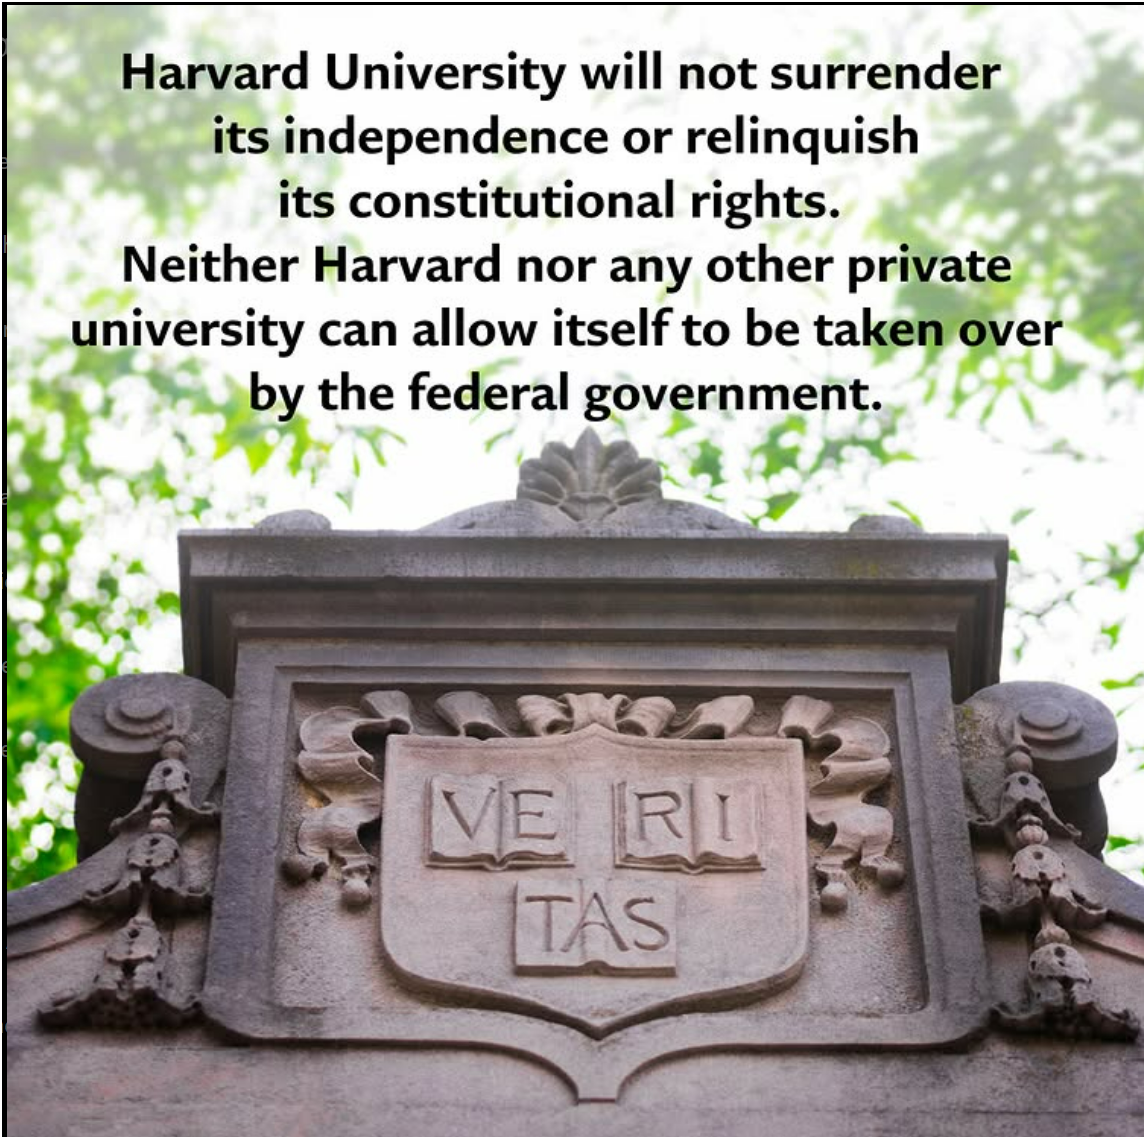 Harvard University will not surrender
its independence or relinquish
its constitutional rights.
Neither Harvard nor any other private
university can allow itself to be taken over
by the federal government.
VE RI
TAS